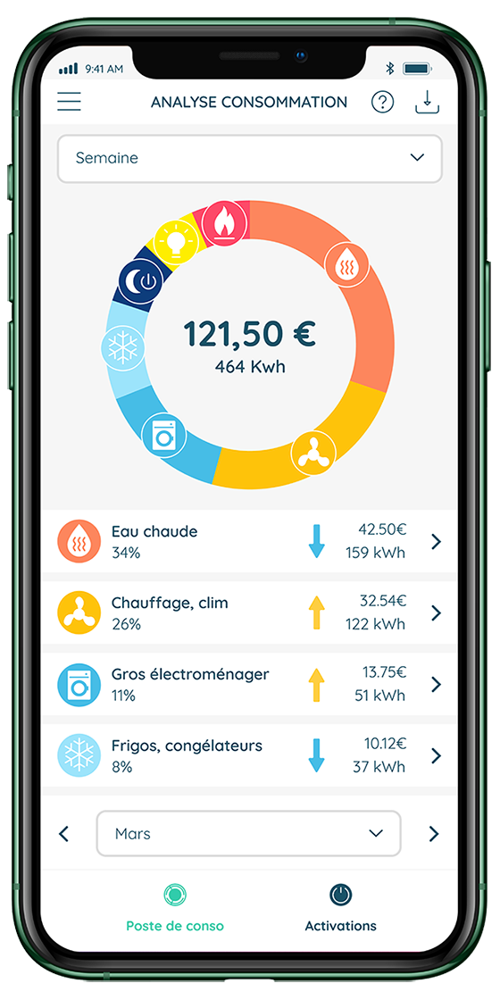 9:41 AM
ANALYSE CONSOMMATION
?
Semaine
121,50 €
464 Kwh
Eau chaude
34%
42.50€
159 kWh
Chauffage, clim
26%
32.54€
122 kWh
Gros électroménager
11%
13.75€
51 kWh
Frigos, congélateurs
8%
10.12€
37 kWh
Mars
Poste de conso
Activations